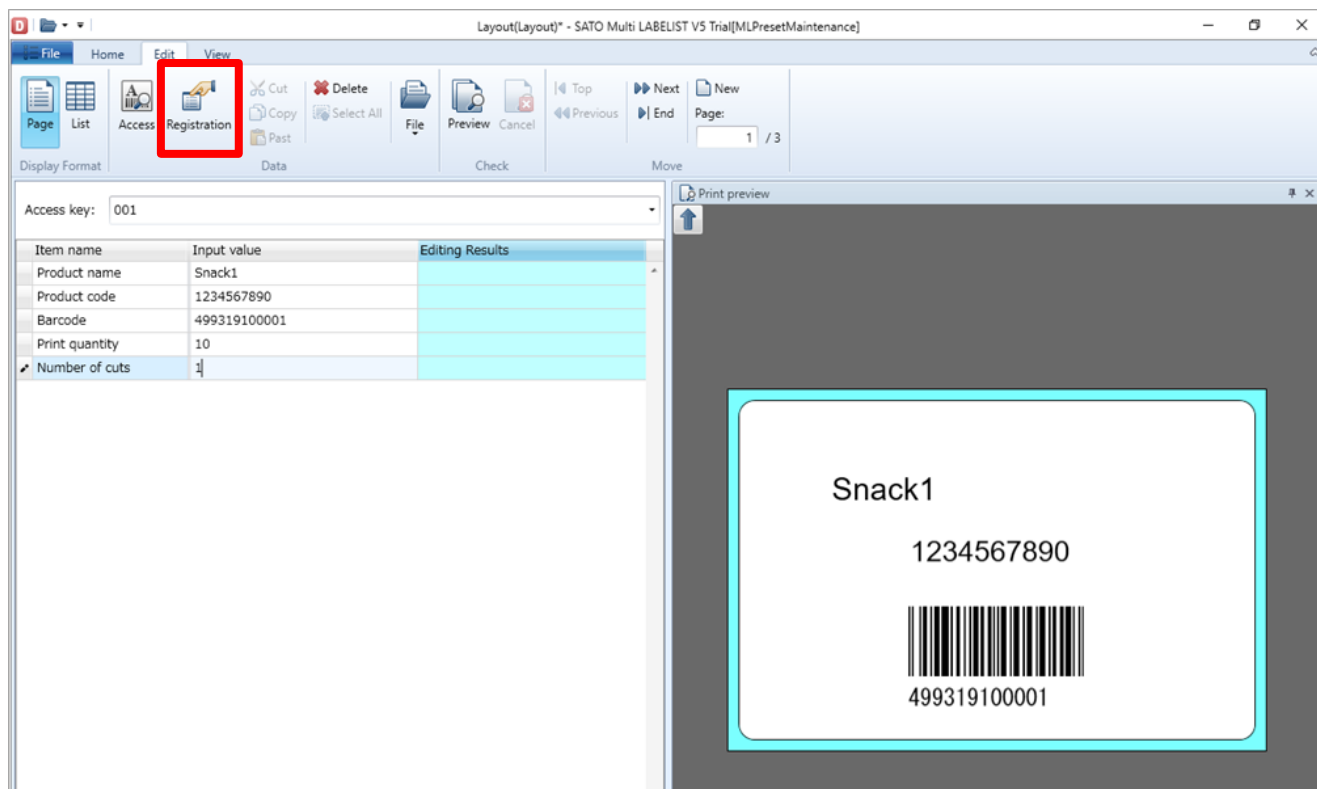 Layout(Layout)* - SATO Multi LABELIST V5 Trial[MLPresetMaintenance]
File Home Edit View
Page
List
Access
Registration
Cut
Copy
Past
Delete
Select All
File
Preview
Cancel
Top
Previous
Next
End
New
Page:
1 / 3
Display Format Data Check Move
Access key: 001
Item name Input value Editing Results
Product name Snack1
Product code 1234567890
Barcode 499319100001
Print quantity 10
Number of cuts 1
Print preview
Snack1
1234567890
499319100001